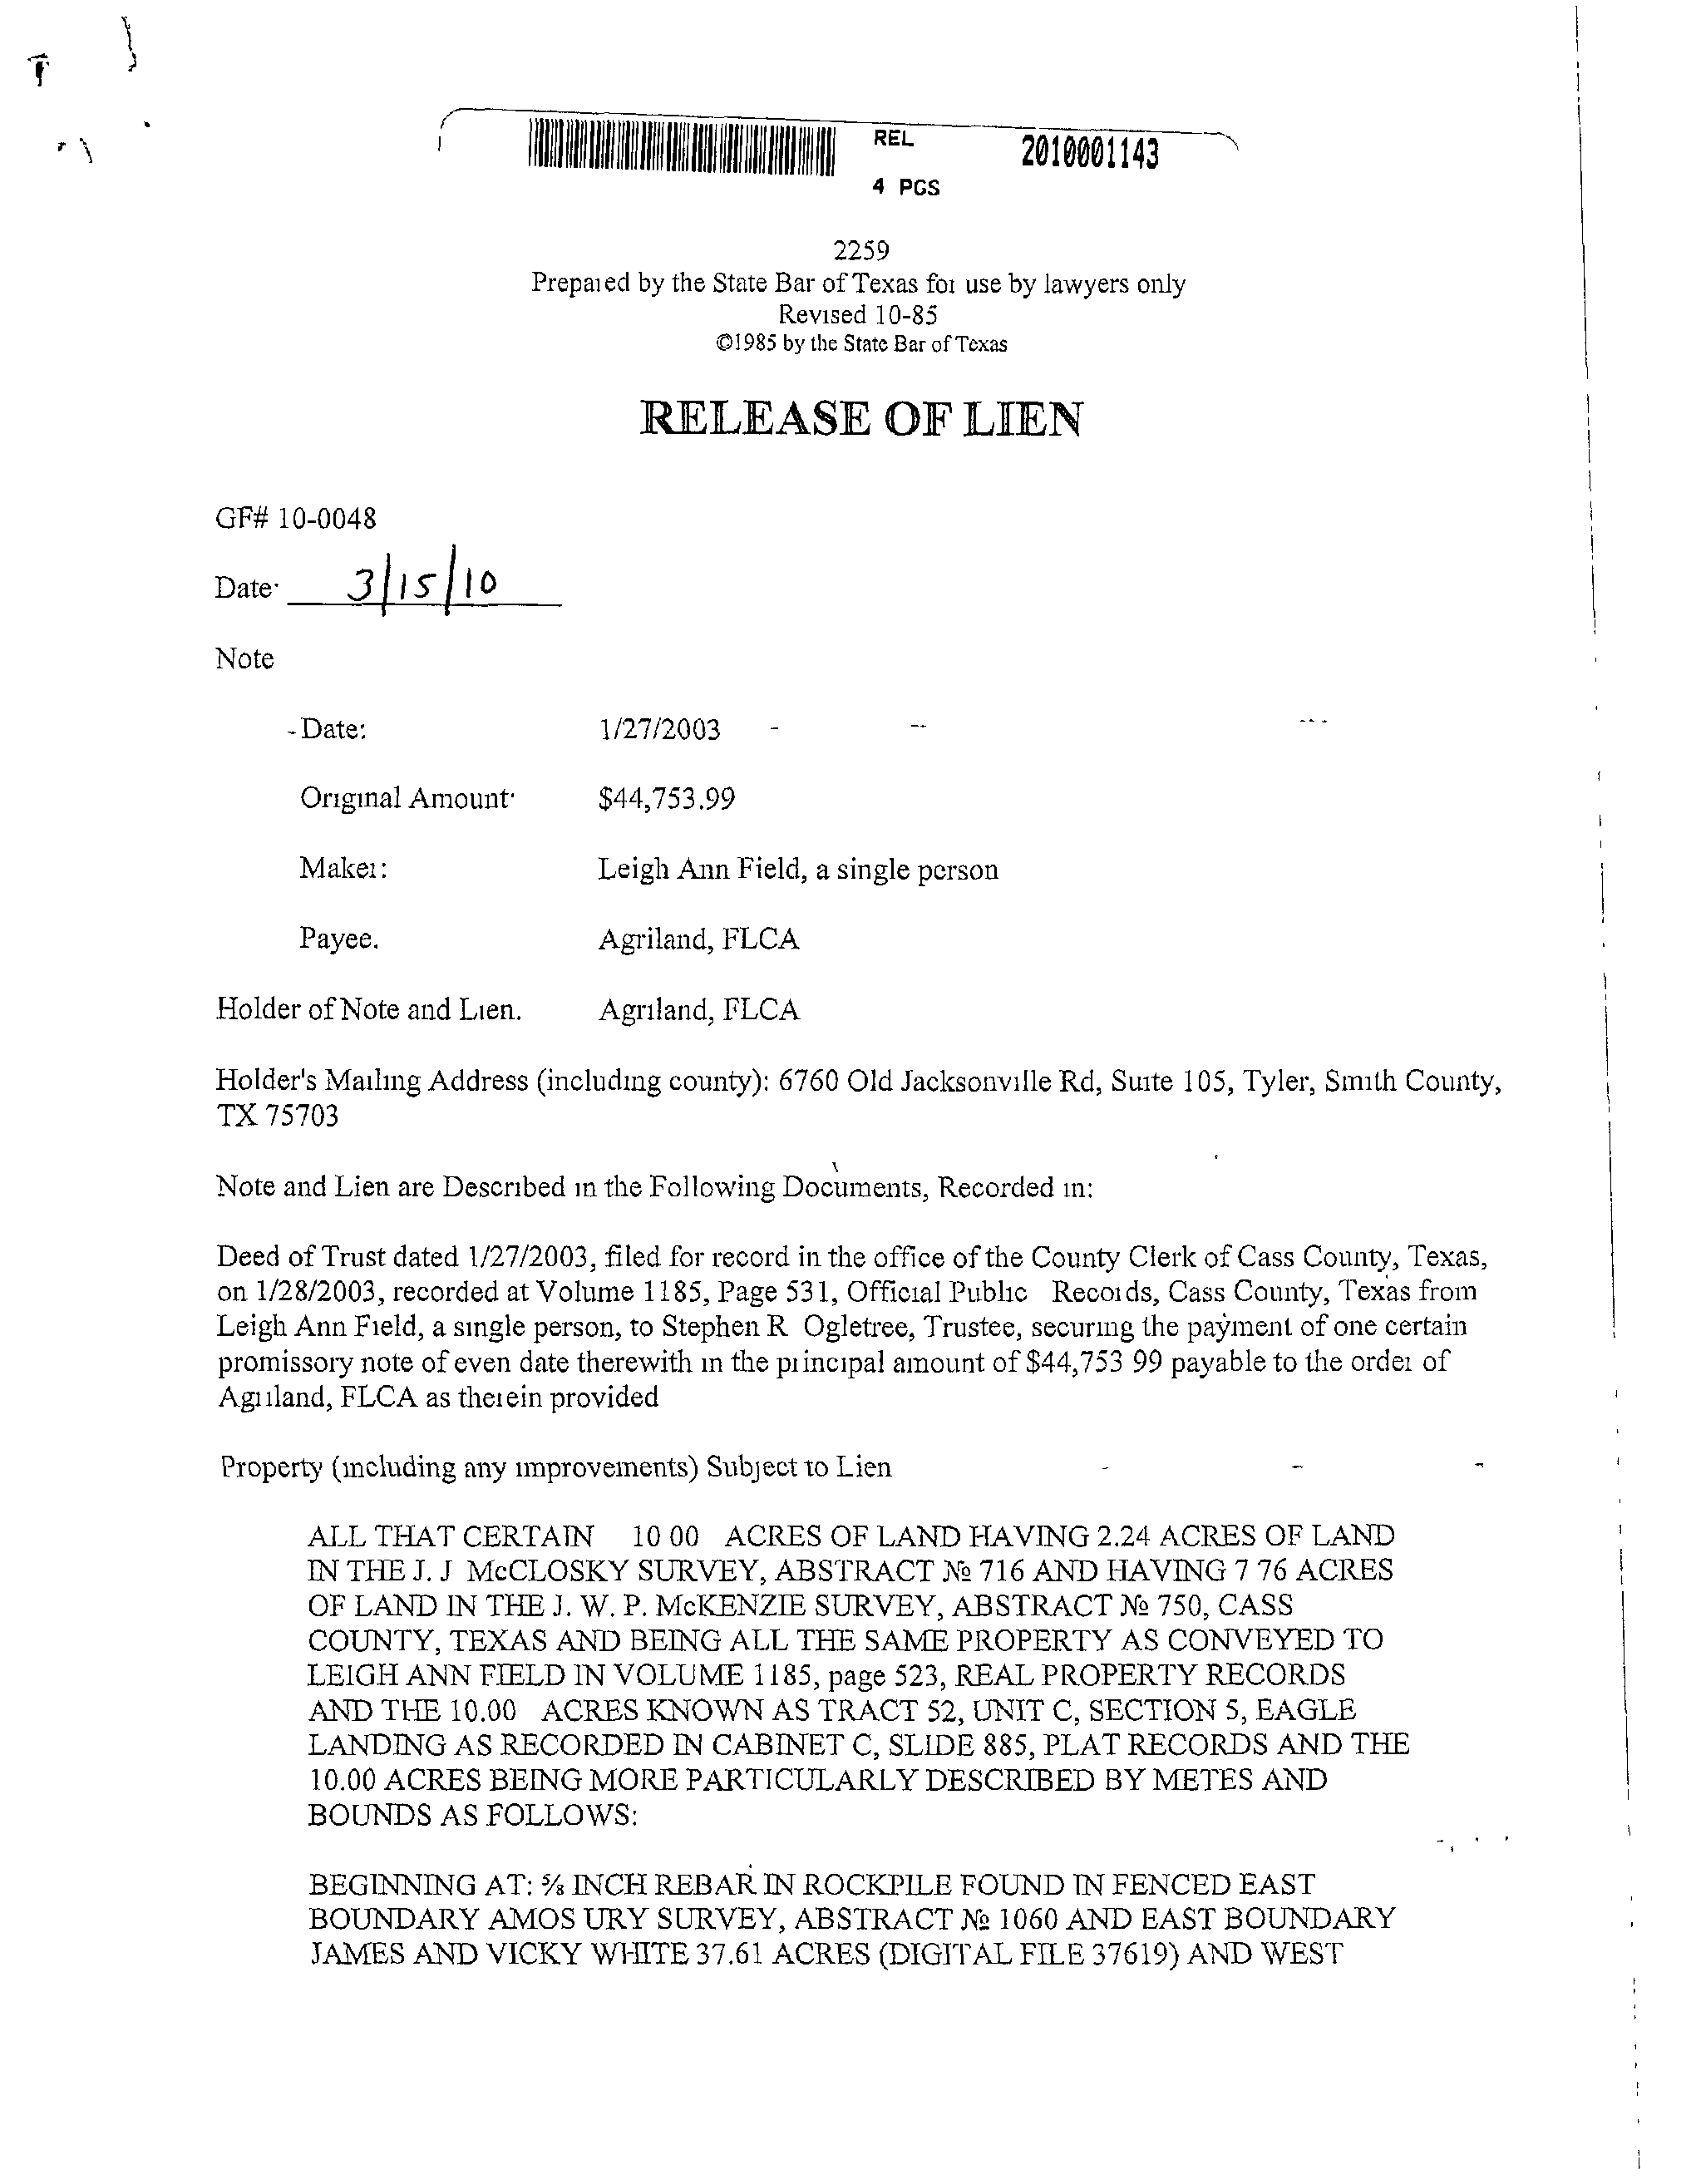 REL 2010001143
4 PGS
2259
Prepared by the State Bar of Texas for use by lawyers only
Revised 10-85
©1985 by the State Bar of Texas
RELEASE OF LIEN
GF# 10-0048
Date: 3/15/10
Note
Date: 1/27/2003
Original Amount: $44,753.99
Maker: Leigh Ann Field, a single person
Payee. Agriland, FLCA
Holder of Note and Lien. Agriland, FLCA
Holder's Mailing Address (including county): 6760 Old Jacksonville Rd, Suite 105, Tyler, Smith County,
TX 75703
Note and Lien are Described in the Following Documents, Recorded in:
Deed of Trust dated 1/27/2003, filed for record in the office of the County Clerk of Cass County, Texas,
on 1/28/2003, recorded at Volume 1185, Page 531, Official Public Records, Cass County, Texas from
Leigh Ann Field, a single person, to Stephen R Ogletree, Trustee, securing the payment of one certain
promissory note of even date therewith in the principal amount of $44,753 99 payable to the order of
Agriland, FLCA as therein provided
Property (including any improvements) Subject to Lien
ALL THAT CERTAIN 10 00 ACRES OF LAND HAVING 2.24 ACRES OF LAND
IN THE J. J McCLOSKY SURVEY, ABSTRACT № 716 AND HAVING 7 76 ACRES
OF LAND IN THE J. W. P. McKENZIE SURVEY, ABSTRACT № 750, CASS
COUNTY, TEXAS AND BEING ALL THE SAME PROPERTY AS CONVEYED TO
LEIGH ANN FIELD IN VOLUME 1185, page 523, REAL PROPERTY RECORDS
AND THE 10.00 ACRES KNOWN AS TRACT 52, UNIT C, SECTION 5, EAGLE
LANDING AS RECORDED IN CABINET C, SLIDE 885, PLAT RECORDS AND THE
10.00 ACRES BEING MORE PARTICULARLY DESCRIBED BY METES AND
BOUNDS AS FOLLOWS:
BEGINNING AT: ⅝ INCH REBAR IN ROCKPILE FOUND IN FENCED EAST
BOUNDARY AMOS URY SURVEY, ABSTRACT № 1060 AND EAST BOUNDARY
JAMES AND VICKY WHITE 37.61 ACRES (DIGITAL FILE 37619) AND WEST